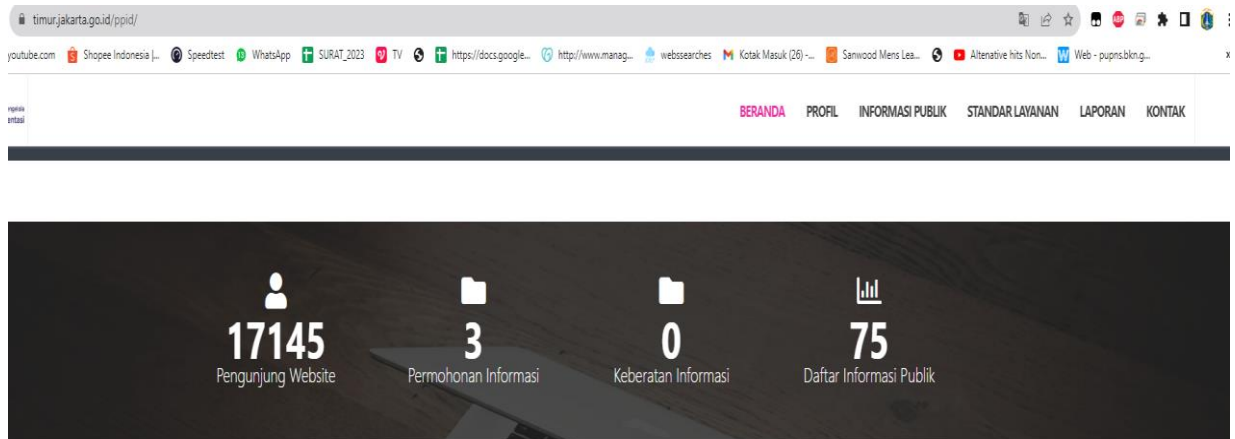 timur.jakarta.go.id/ppid/
youtube.com Shopee Indonesia |... Speedtest WhatsApp SURAT_2023 TV https://docs.google... http://www.manag... webssearches Kotak Masuk (26) -... Sanwood Mens Lea... Altenative hits Non... Web - pupns.bkn.g...
entasi
BERANDA PROFIL INFORMASI PUBLIK STANDAR LAYANAN LAPORAN KONTAK
17145 3 0 75
Pengunjung Website Permohonan Informasi Keberatan Informasi Daftar Informasi Publik